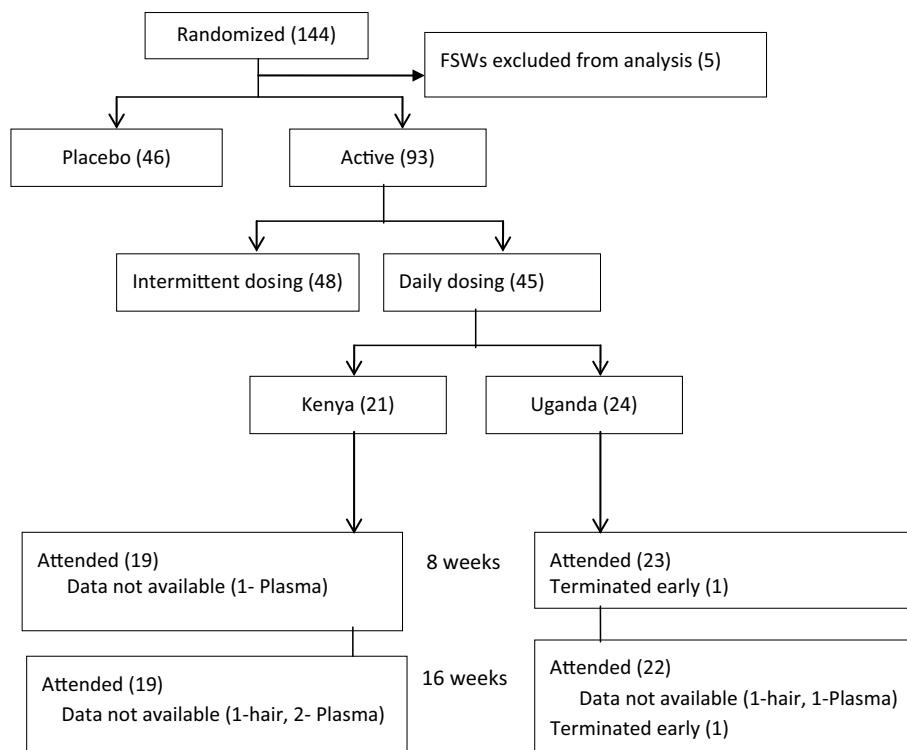 Randomized (144)
FSWs excluded from analysis (5)
Placebo (46)
Active (93)
Intermittent dosing (48)
Daily dosing (45)
Kenya (21)
Uganda (24)
Attended (19)
Data not available (1- Plasma)
8 weeks
Attended (23)
Terminated early (1)
Attended (19)
Data not available (1-hair, 2- Plasma)
16 weeks
Attended (22)
Data not available (1-hair, 1-Plasma)
Terminated early (1)